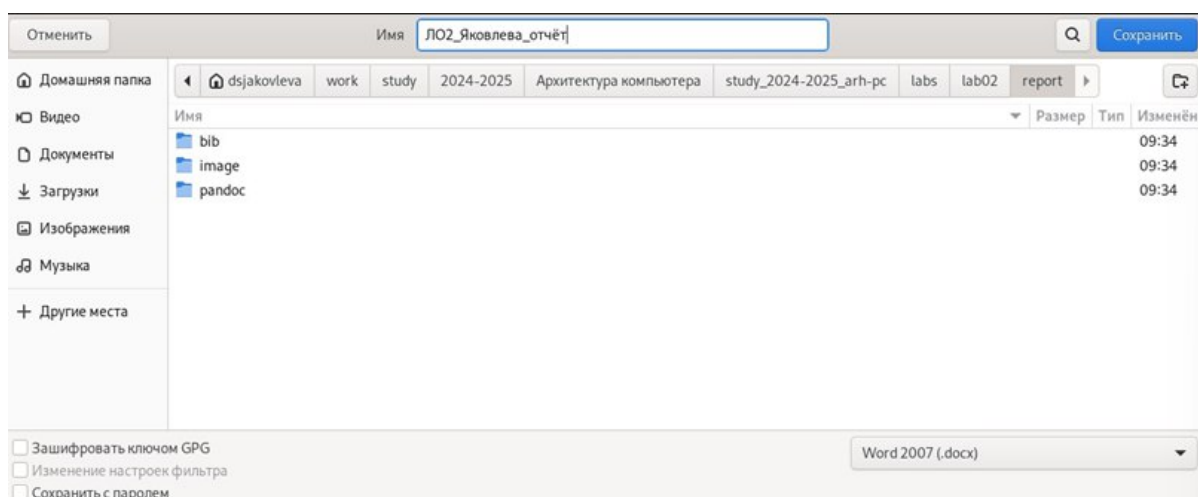 Отменить Имя ЛО2_Яковлева_отчёт Сохранить
Домашняя папка dsjakovleva work study 2024-2025 Архитектура компьютера study_2024-2025_arh-pc labs lab02 report
Видео
Документы
Загрузки
Изображения
Музыка
Другие места
Имя Размер Тип Изменён
bib 09:34
image 09:34
pandoc 09:34
Зашифровать ключом GPG
Изменение настроек фильтра
Сохранить с паролем
Word 2007 (.docx)